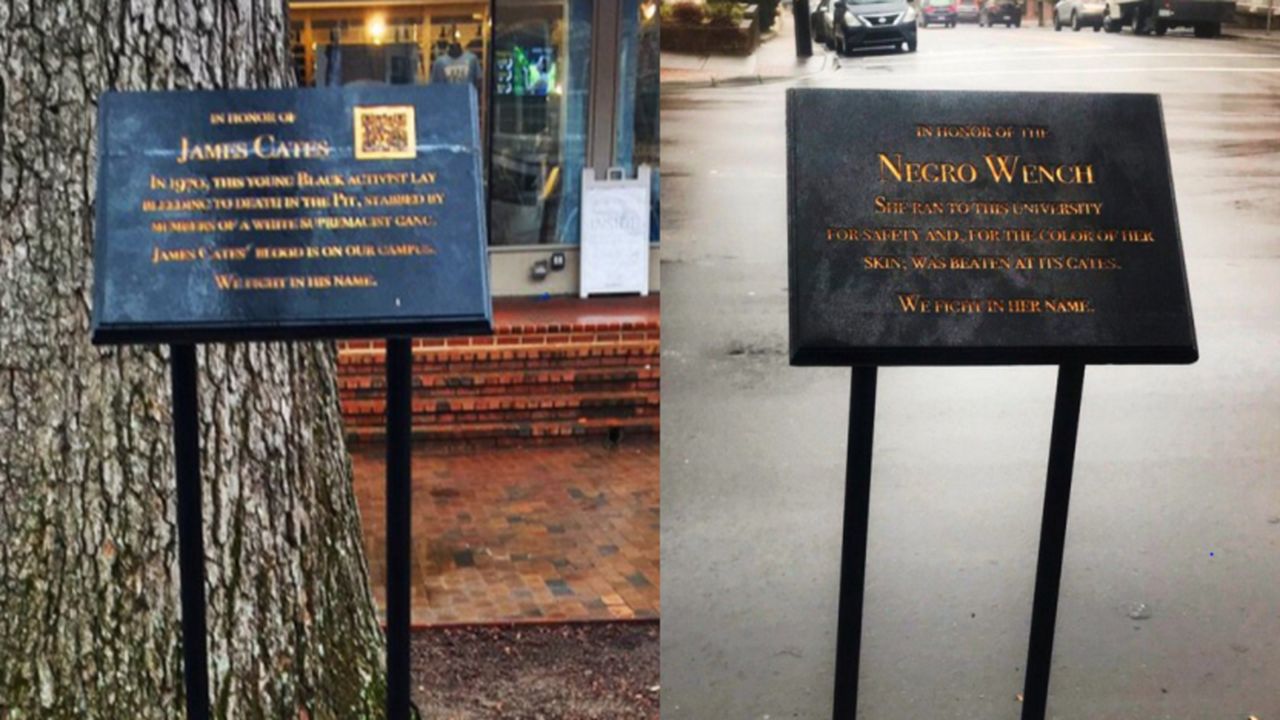 IN HONOR OF
JAMES CATES
IN 1970, THIS YOUNG BLACK ACTIVIST LAY
BLEEDING TO DEATH IN THE PIT, STABBED BY
MEMBERS OF A WHITE SUPREMACIST GANG.
JAMES CATES' BLOOD IS ON OUR CAMPUS.
WE FIGHT IN HIS NAME.
IN HONOR OF THE
NEGRO WENCH
SHE RAN TO THIS UNIVERSITY
FOR SAFETY AND, FOR THE COLOR OF HER
SKIN, WAS BEATEN AT ITS GATES.
WE FIGHT IN HER NAME.